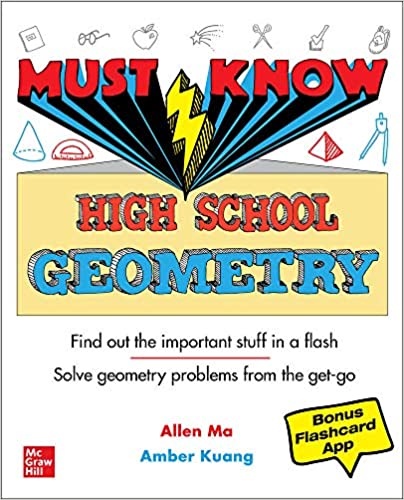 MUST KNOW
HIGH SCHOOL
GEOMETRY
Find out the important stuff in a flash
Solve geometry problems from the get-go
Allen Ma
Amber Kuang
Bonus
Flashcard
App
Mc
Graw
Hill